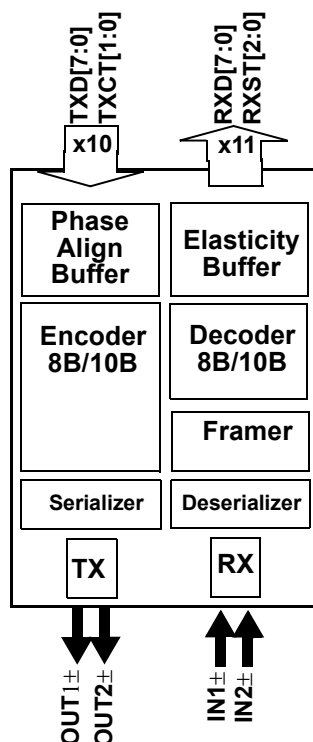 TXD[7:0]
TXCT[1:0]
RXD[7:0]
RXST[2:0]
x10
x11
Phase
Align
Buffer
Elasticity
Buffer
Encoder
8B/10B
Decoder
8B/10B
Framer
Serializer
Deserializer
TX
RX
OUT1±
OUT2±
IN1±
IN2±